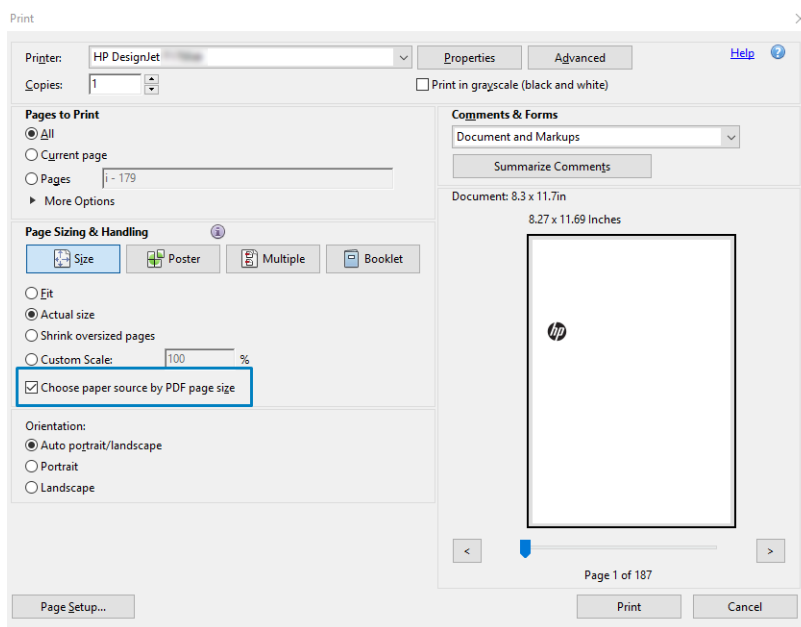 Print
Printer: HP DesignJet Properties Advanced Help ?
Copies: 1 Print in grayscale (black and white)
Pages to Print
All
Current page
Pages i - 179
More Options
Page Sizing & Handling i
Size Poster Multiple Booklet
Fit
Actual size
Shrink oversized pages
Custom Scale: 100 %
Choose paper source by PDF page size
Orientation:
Auto portrait/landscape
Portrait
Landscape
Comments & Forms
Document and Markups
Summarize Comments
Document: 8.3 x 11.7in
8.27 x 11.69 Inches
hp
< >
Page 1 of 187
Page Setup... Print Cancel